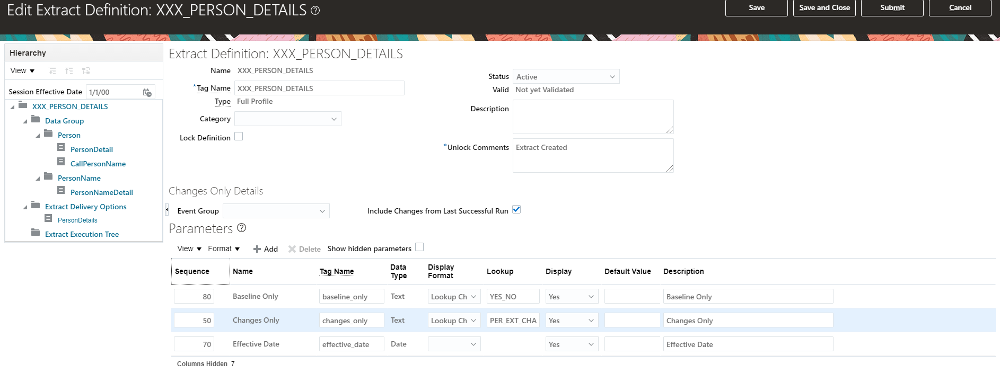 Edit Extract Definition: XXX_PERSON_DETAILS
Save
Save and Close
Submit
Cancel
Hierarchy
View
Session Effective Date 1/1/00
XXX_PERSON_DETAILS
Data Group
Person
PersonDetail
CallPersonName
PersonName
PersonNameDetail
Extract Delivery Options
PersonDetails
Extract Execution Tree
Extract Definition: XXX_PERSON_DETAILS
Name XXX_PERSON_DETAILS
*Tag Name XXX_PERSON_DETAILS
Type Full Profile
Category
Lock Definition
Status Active
Valid Not yet Validated
Description
*Unlock Comments Extract Created
Changes Only Details
Event Group
Include Changes from Last Successful Run
Parameters
View Format Add Delete Show hidden parameters
Sequence Name Tag Name Data Type Display Format Lookup Display Default Value Description
80 Baseline Only baseline_only Text Lookup Ch YES_NO Yes Baseline Only
50 Changes Only changes_only Text Lookup Ch PER_EXT_CHA Yes Changes Only
70 Effective Date effective_date Date Yes Effective Date
Columns Hidden 7